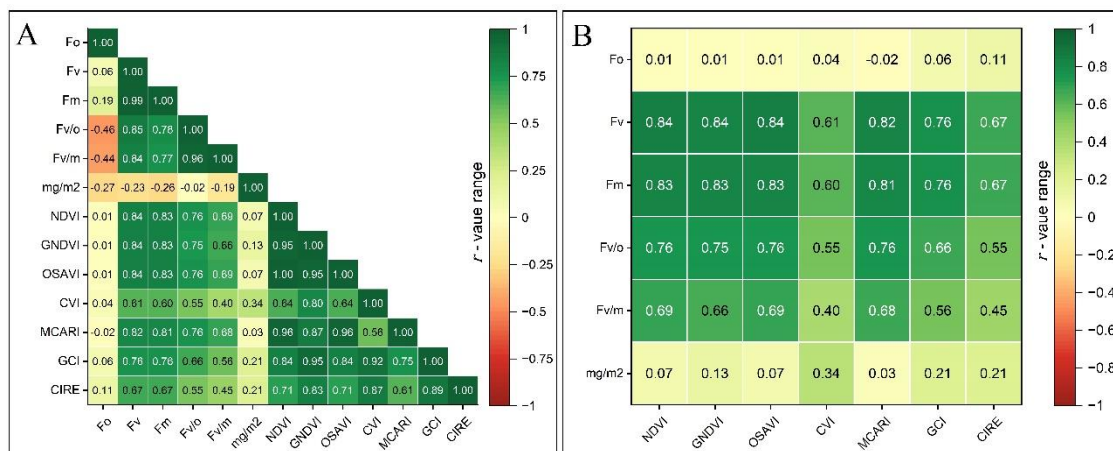 A
Fo 1.00
Fv 0.06 1.00
Fm 0.19 0.99 1.00
Fv/o -0.46 0.85 0.78 1.00
Fv/m -0.44 0.84 0.77 0.96 1.00
mg/m2 -0.27 -0.23 -0.26 -0.02 -0.19 1.00
NDVI 0.01 0.84 0.83 0.76 0.69 0.07 1.00
GNDVI 0.01 0.84 0.83 0.75 0.66 0.13 0.95 1.00
OSAVI 0.01 0.84 0.83 0.76 0.69 0.07 1.00 0.95 1.00
CVI 0.04 0.61 0.60 0.55 0.40 0.34 0.64 0.80 0.64 1.00
MCARI -0.02 0.82 0.81 0.76 0.68 0.03 0.96 0.87 0.96 0.56 1.00
GCI 0.06 0.76 0.76 0.66 0.56 0.21 0.84 0.95 0.84 0.92 0.75 1.00
CIRE 0.11 0.67 0.67 0.55 0.45 0.21 0.71 0.83 0.71 0.87 0.61 0.89 1.00
Fo Fv Fm Fv/o Fv/m mg/m2 NDVI GNDVI OSAVI CVI MCARI GCI CIRE
1
0.75
0.5
0.25
0
-0.25
-0.5
-0.75
-1
r - vaue range
B
Fo 0.01 0.01 0.01 0.04 -0.02 0.06 0.11
Fv 0.84 0.84 0.84 0.61 0.82 0.76 0.67
Fm 0.83 0.83 0.83 0.60 0.81 0.76 0.67
Fv/o 0.76 0.75 0.76 0.55 0.76 0.66 0.55
Fv/m 0.69 0.66 0.69 0.40 0.68 0.56 0.45
mg/m2 0.07 0.13 0.07 0.34 0.03 0.21 0.21
NDVI GNDVI OSAVI CVI MCARI GCI CIRE
1
0.8
0.6
0.4
0.2
0
-0.2
-0.4
-0.6
-0.8
-1
r - vaue range